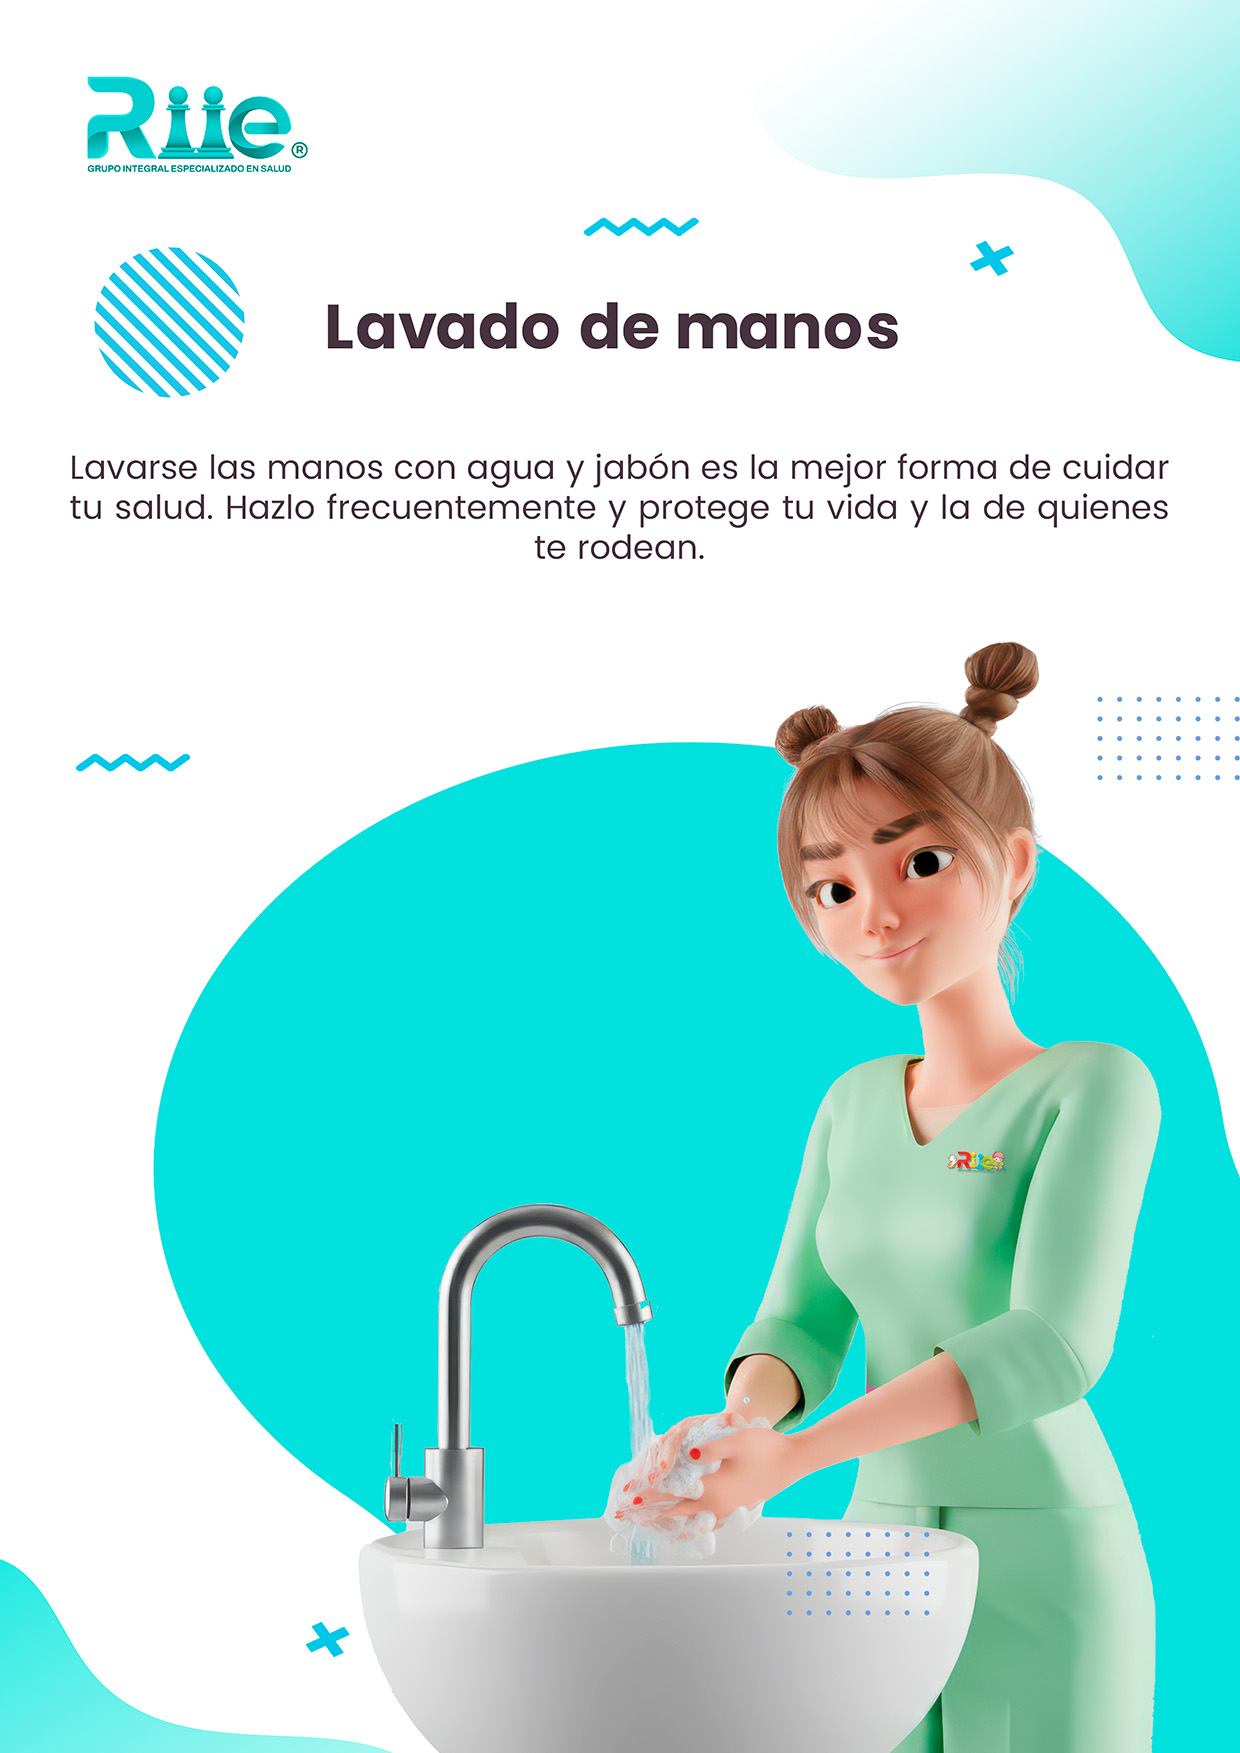 Riie®
GRUPO INTEGRAL ESPECIALIZADO EN SALUD
Lavado de manos
Lavarse las manos con agua y jabón es la mejor forma de cuidar
tu salud. Hazlo frecuentemente y protege tu vida y la de quienes
te rodean.
Riie